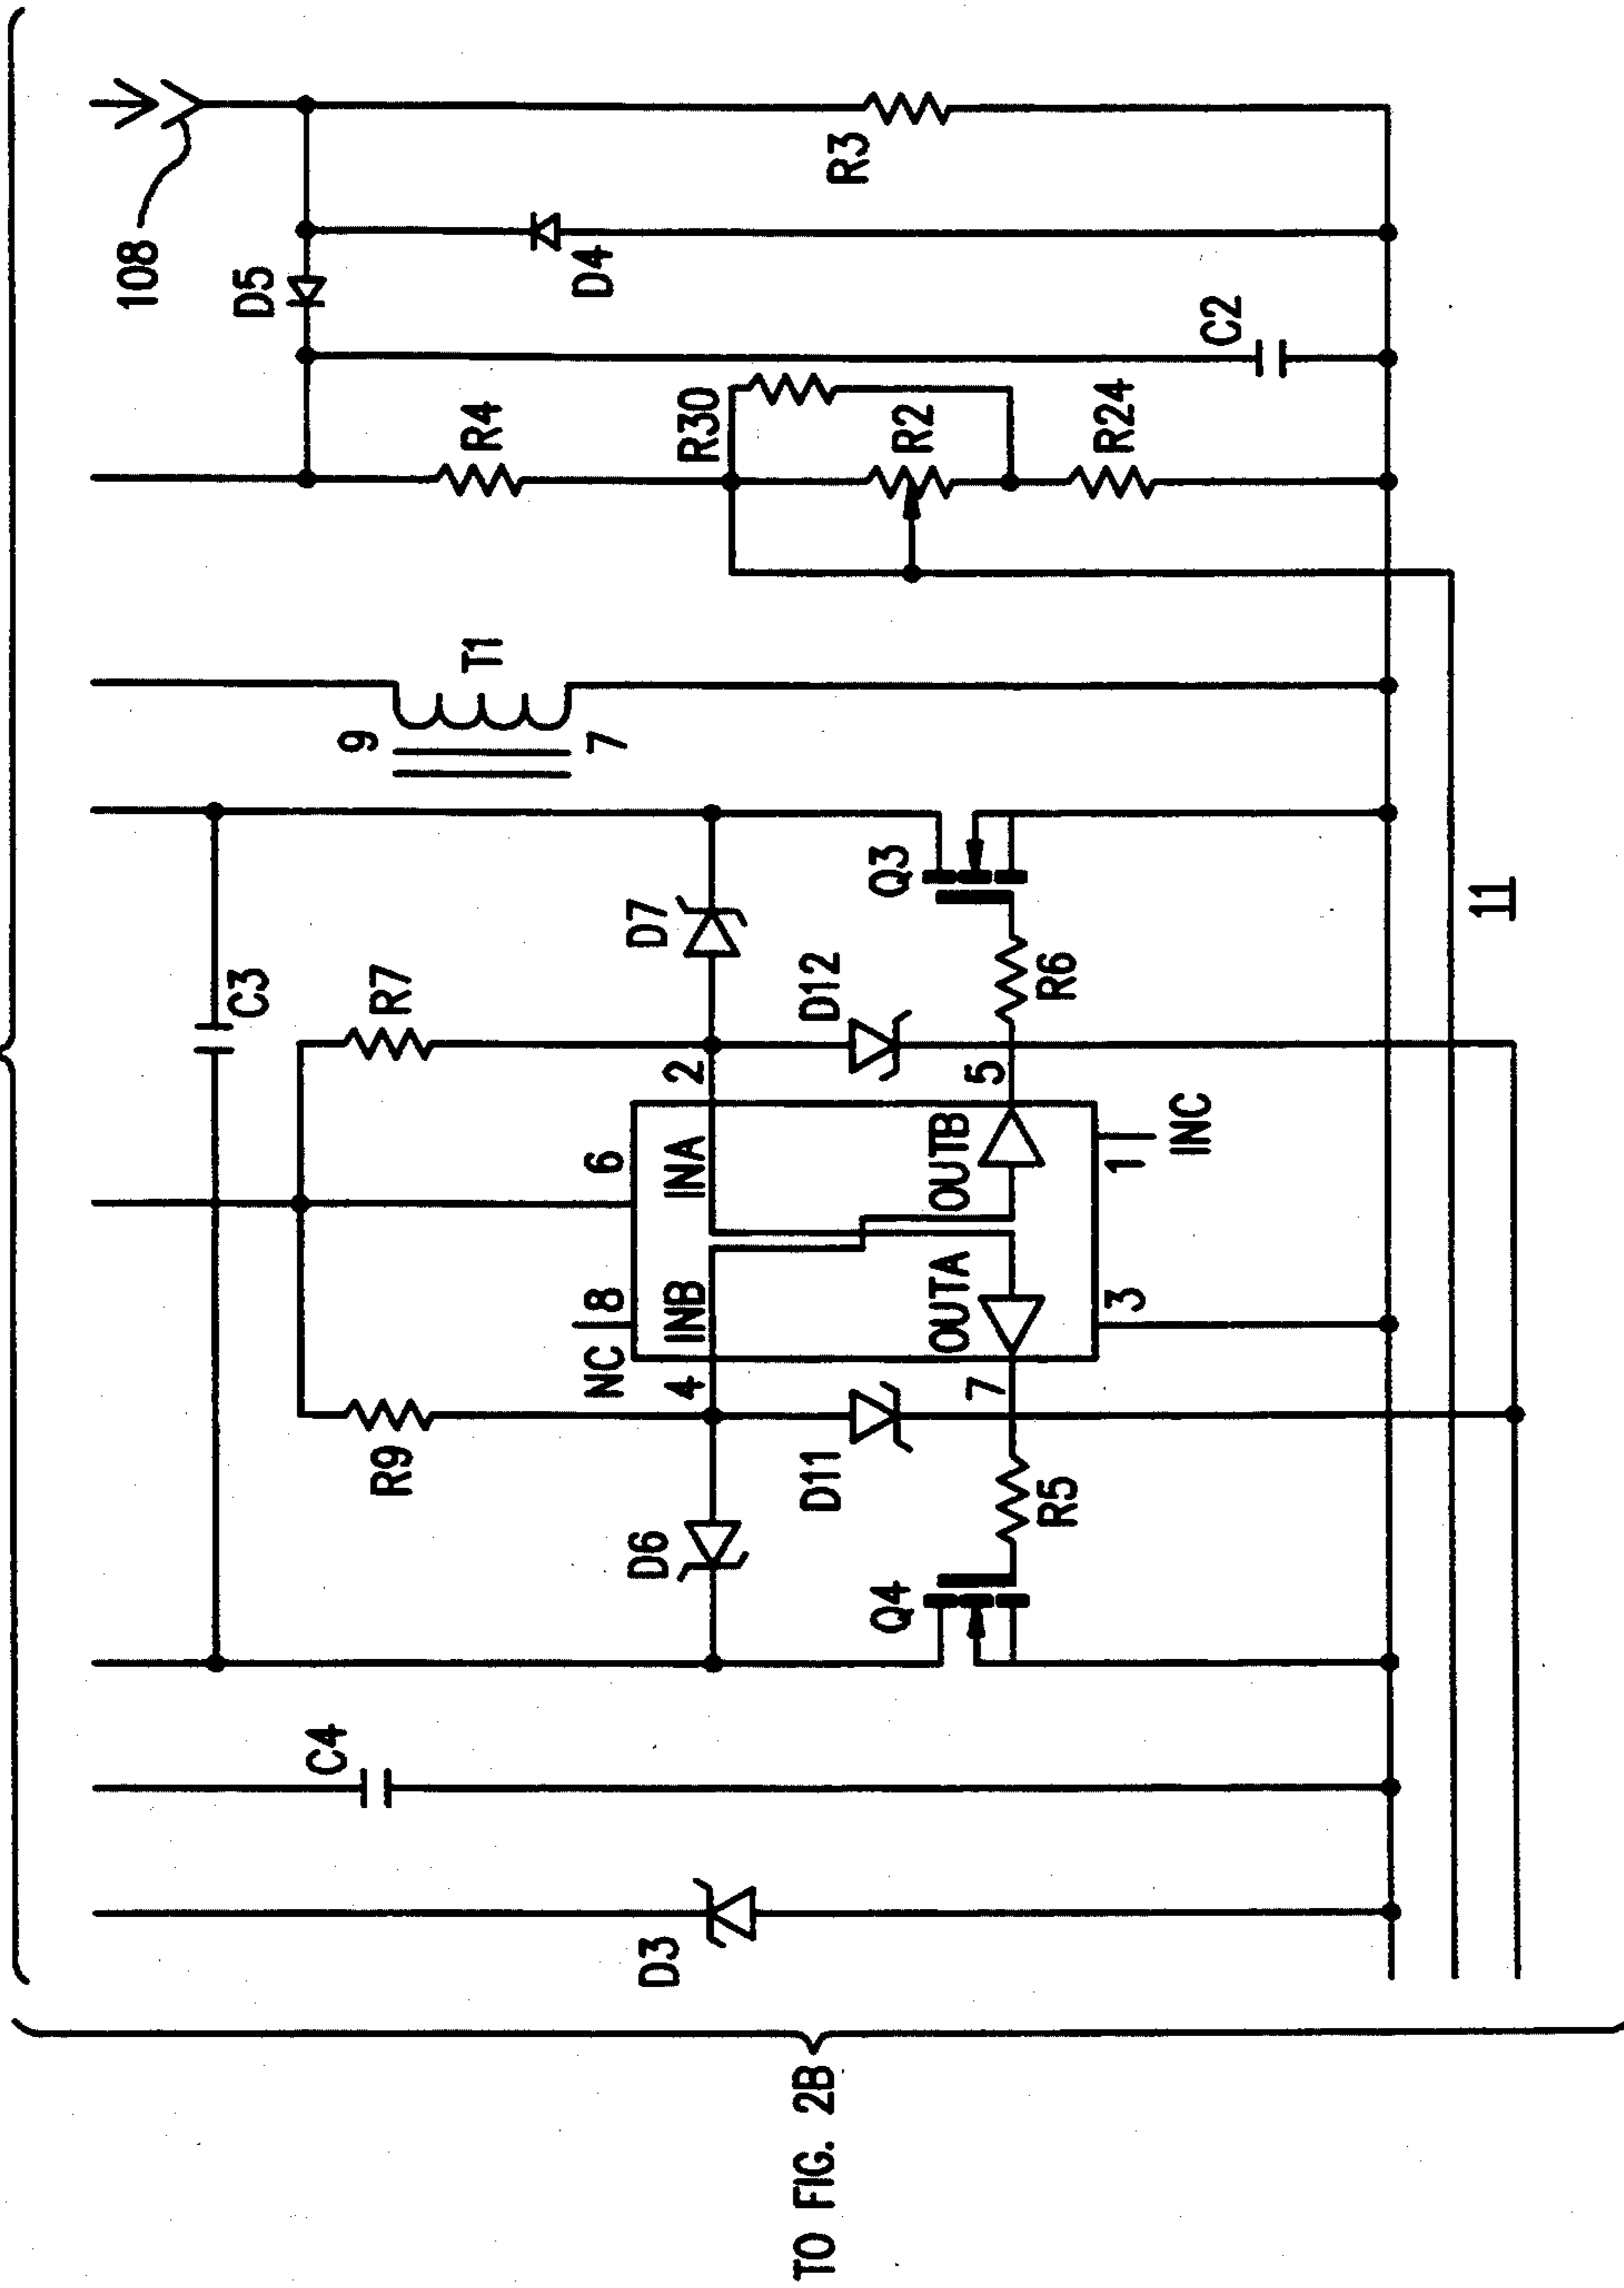 108
D5
D4
R3
C2
R4
R30
R2
R24
T1
9
7
C3
R7
R9
D7
D12
Q3
R6
2
5
6
INA
OUTB
1
INC
8
NC
INB
OUTA
3
4
7
D6
D11
R5
Q4
C4
D3
11
TO FIG. 2B